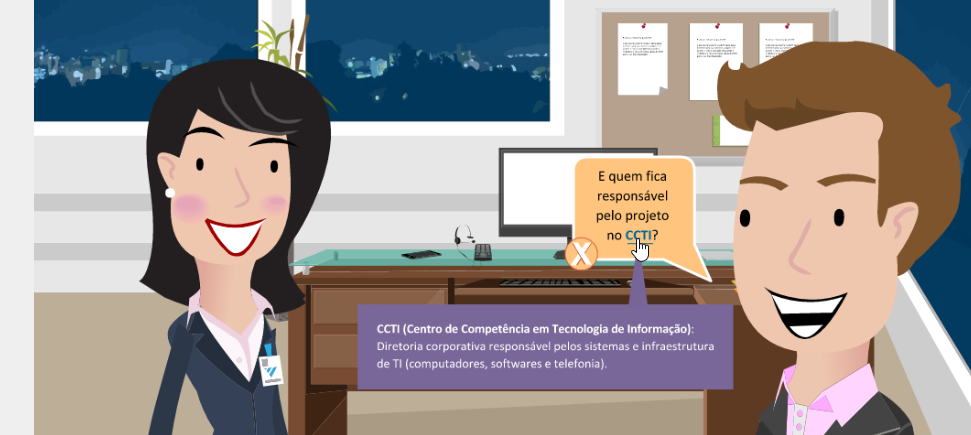 E quem fica
responsável
pelo projeto
no CCTI?
X
CCTI (Centro de Competência em Tecnologia de Informação):
Diretoria corporativa responsável pelos sistemas e infraestrutura
de TI (computadores, softwares e telefonia).